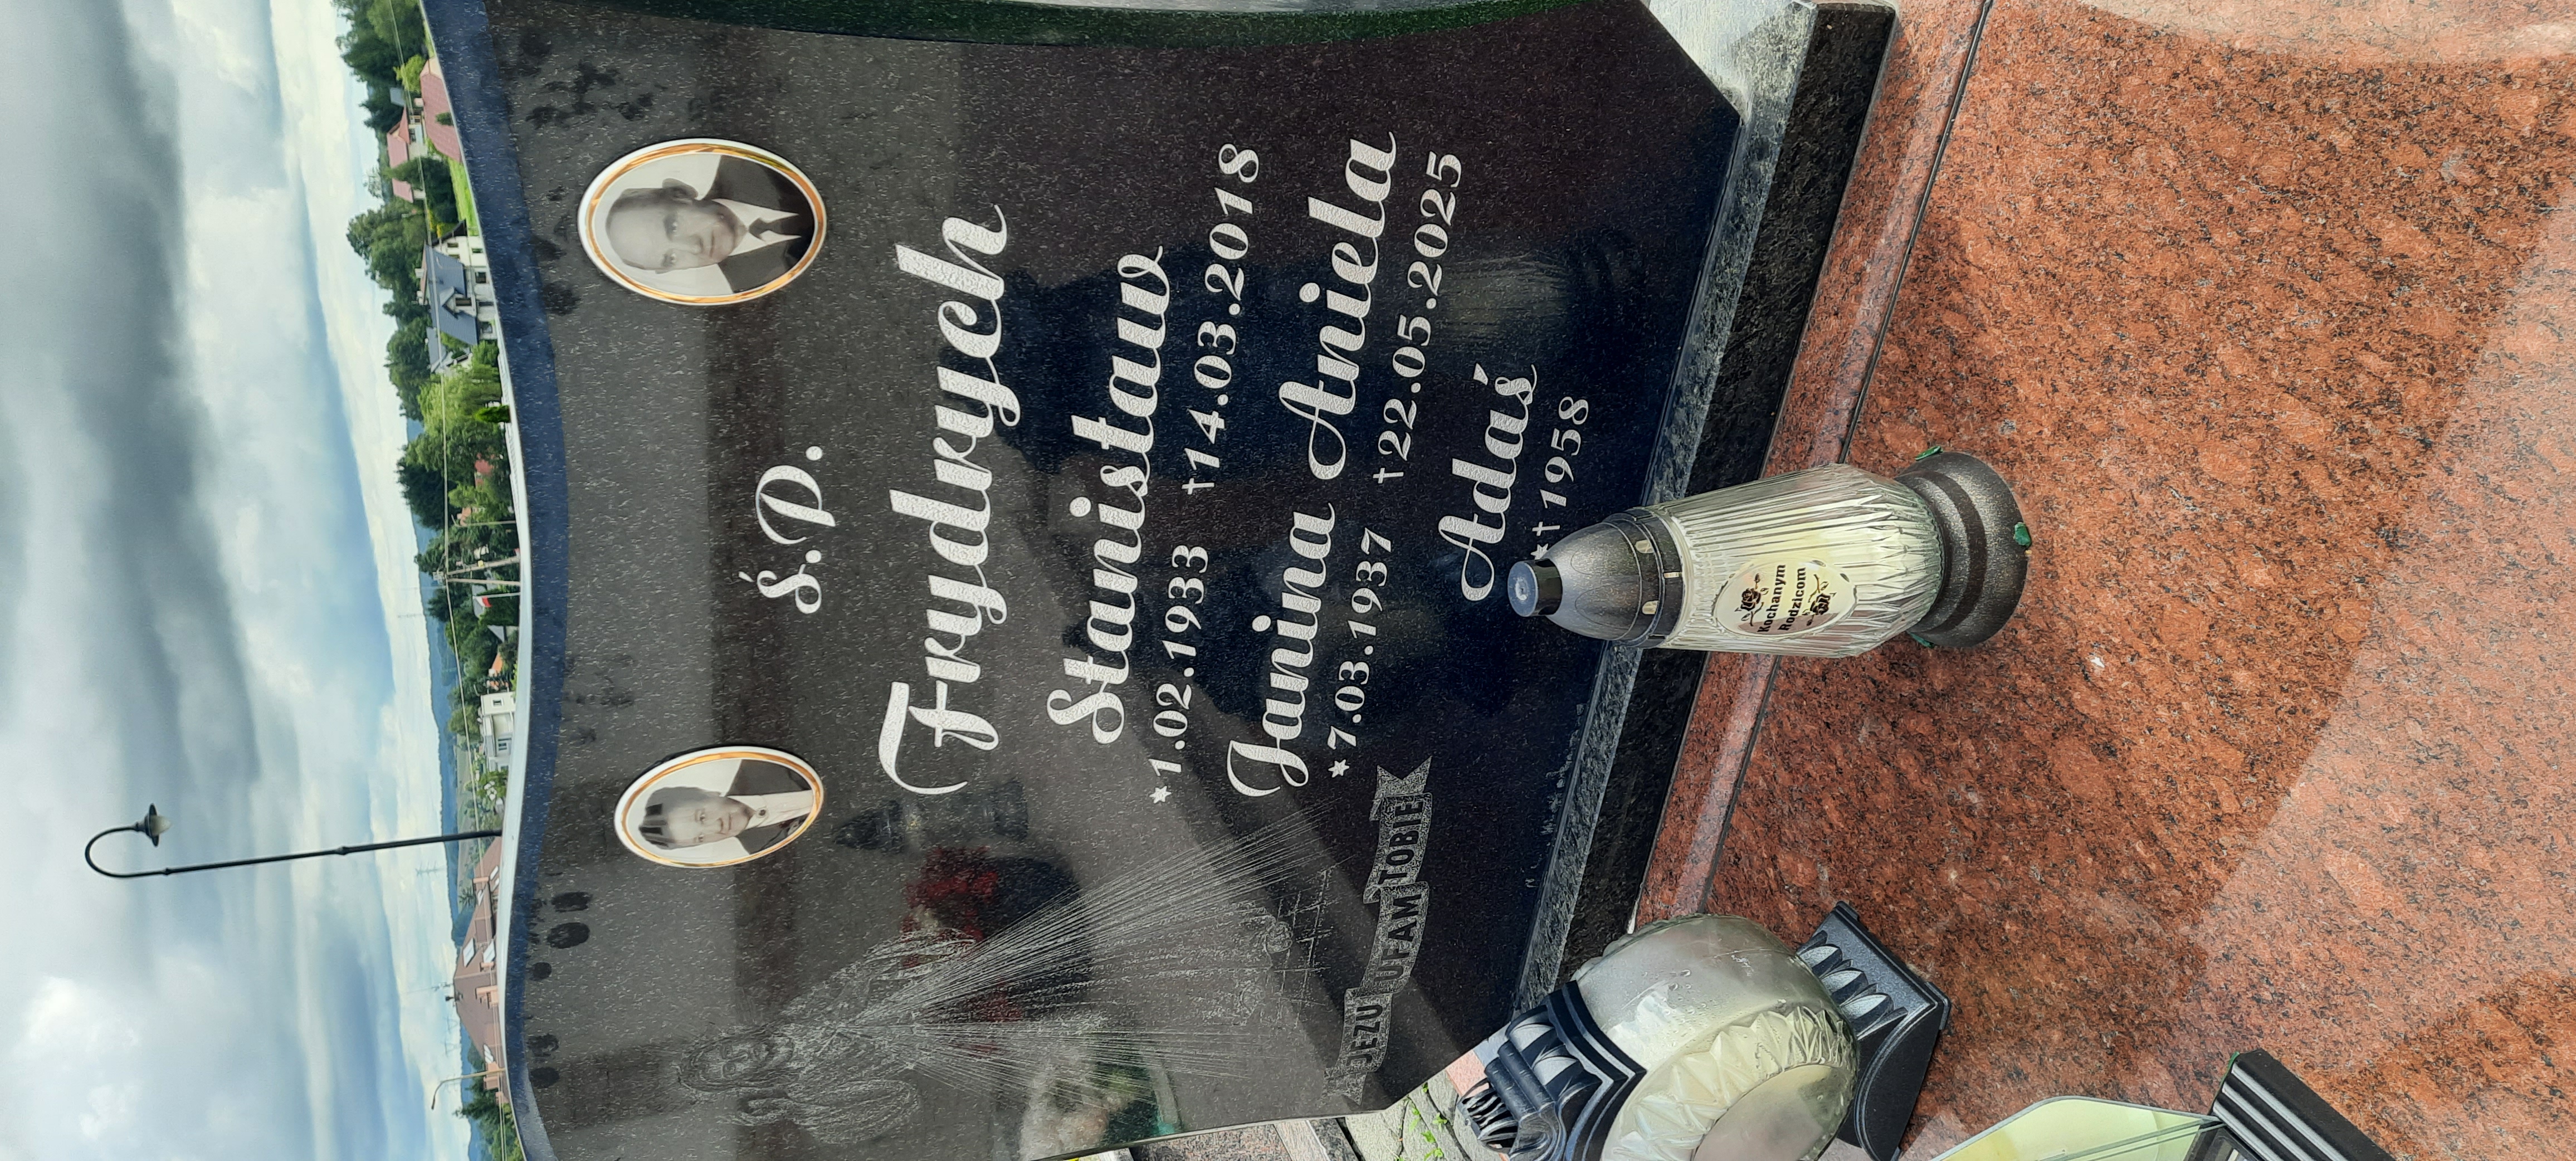 Ś.P.
Frydrych
Stanisław
*1.02.1933 †14.03.2018
Janina Aniela
*7.03.1937 †22.05.2025
Adaś
*†1958
JEZU UFAM TOBIE
Kochanym
Rodzicom